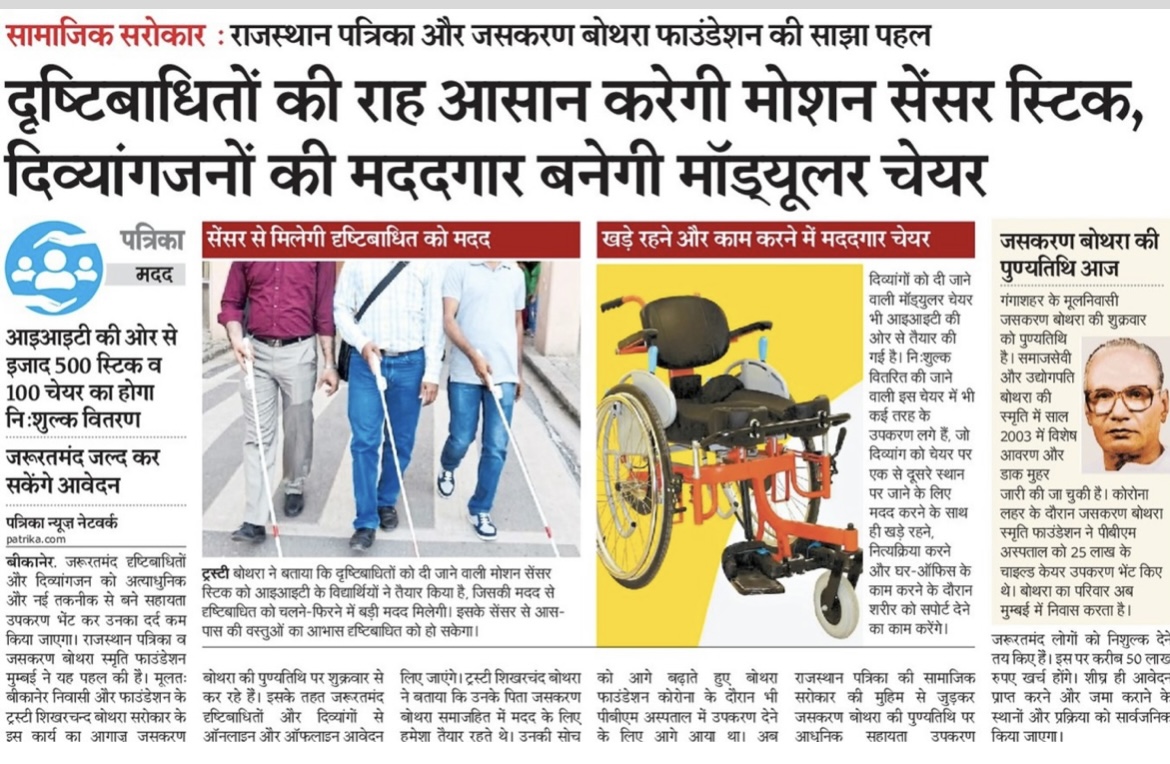 सामाजिक सरोकार : राजस्थान पत्रिका और जसकरण बोथरा फाउंडेशन की साझा पहल
दृष्टिबाधितों की राह आसान करेगी मोशन सेंसर स्टिक,
दिव्यांगजनों की मददगार बनेगी मॉड्यूलर चेयर
पत्रिका
मदद
आइआइटी की ओर से
इजाद 500 स्टिक व
100 चेयर का होगा
नि:शुल्क वितरण
जरूरतमंद जल्द कर
सकेंगे आवेदन
पत्रिका न्यूज नेटवर्क
patrika.com
बीकानेर. जरूरतमंद दृष्टिबाधितों
और दिव्यांगजन को अत्याधुनिक
और नई तकनीक से बने सहायता
उपकरण भेंट कर उनका दर्द कम
किया जाएगा। राजस्थान पत्रिका व
जसकरण बोथरा स्मृति फाउंडेशन
मुम्बई ने यह पहल की है। मूलतः
बीकानेर निवासी और फाउंडेशन के
ट्रस्टी शिखरचन्द बोथरा सरोकार के
इस कार्य का आगाज जसकरण
सेंसर से मिलेगी दृष्टिबाधित को मदद
ट्रस्टी बोथरा ने बताया कि दृष्टिबाधितों को दी जाने वाली मोशन सेंसर
स्टिक को आइआइटी के विद्यार्थियों ने तैयार किया है, जिसकी मदद से
दृष्टिबाधित को चलने-फिरने में बड़ी मदद मिलेगी। इसके सेंसर से आस-
पास की वस्तुओं का आभास दृष्टिबाधित को हो सकेगा।
खड़े रहने और काम करने में मददगार चेयर
दिव्यांगों को दी जाने
वाली मॉड्युलर चेयर
भी आइआइटी की
ओर से तैयार की
गई है। नि:शुल्क
वितरित की जाने
वाली इस चेयर में भी
कई तरह के
उपकरण लगे हैं, जो
दिव्यांग को चेयर पर
एक से दूसरे स्थान
पर जाने के लिए
मदद करने के साथ
ही खड़े रहने,
नित्यक्रिया करने
और घर-ऑफिस के
काम करने के दौरान
शरीर को सपोर्ट देने
का काम करेंगे।
बोथरा की पुण्यतिथि पर शुक्रवार से
कर रहे है। इसके तहत जरूरतमंद
दृष्टिबाधितों और दिव्यांगों से
ऑनलाइन और ऑफलाइन आवेदन
लिए जाएंगे। ट्रस्टी शिखरचंद बोथरा
ने बताया कि उनके पिता जसकरण
बोथरा समाजहित में मदद के लिए
हमेशा तैयार रहते थे। उनकी सोच
को आगे बढ़ाते हुए बोथरा
फाउंडेशन कोरोना के दौरान भी
पीबीएम अस्पताल में उपकरण देने
के लिए आगे आया था। अब
राजस्थान पत्रिका की सामाजिक
सरोकार की मुहिम से जुड़कर
जसकरण बोथरा की पुण्यतिथि पर
आधुनिक सहायता उपकरण
जसकरण बोथरा की
पुण्यतिथि आज
गंगाशहर के मूलनिवासी
जसकरण बोथरा की शुक्रवार
को पुण्यतिथि
है। समाजसेवी
और उद्योगपति
बोथरा की
स्मृति में साल
2003 में विशेष
आवरण और
डाक मुहर
जारी की जा चुकी है। कोरोना
लहर के दौरान जसकरण बोथरा
स्मृति फाउंडेशन ने पीबीएम
अस्पताल को 25 लाख के
चाइल्ड केयर उपकरण भेंट किए
थे। बोथरा का परिवार अब
मुम्बई में निवास करता है।
जरूरतमंद लोगों को निशुल्क देने
तय किए है। इस पर करीब 50 लाख
रुपए खर्च होंगे। शीघ्र ही आवेदन
प्राप्त करने और जमा कराने के
स्थानों और प्रक्रिया को सार्वजनिक
किया जाएगा।